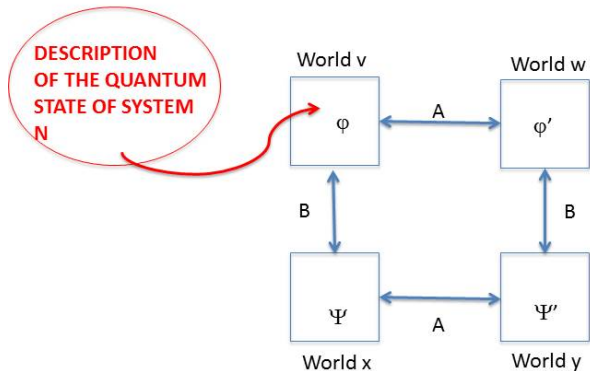 DESCRIPTION
OF THE QUANTUM
STATE OF SYSTEM
N
World v
World w
φ
A
φ'
B
B
Ψ
A
Ψ'
World x
World y